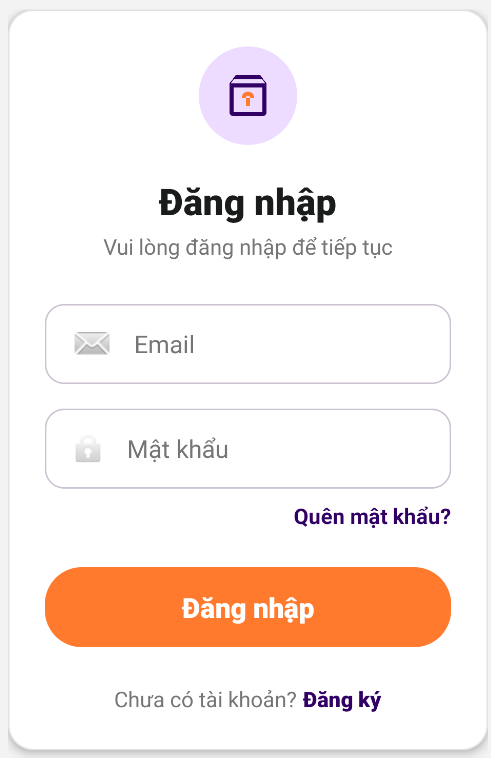 Đăng nhập
Vui lòng đăng nhập để tiếp tục
Email
Mật khẩu
Quên mật khẩu?
Đăng nhập
Chưa có tài khoản? Đăng ký